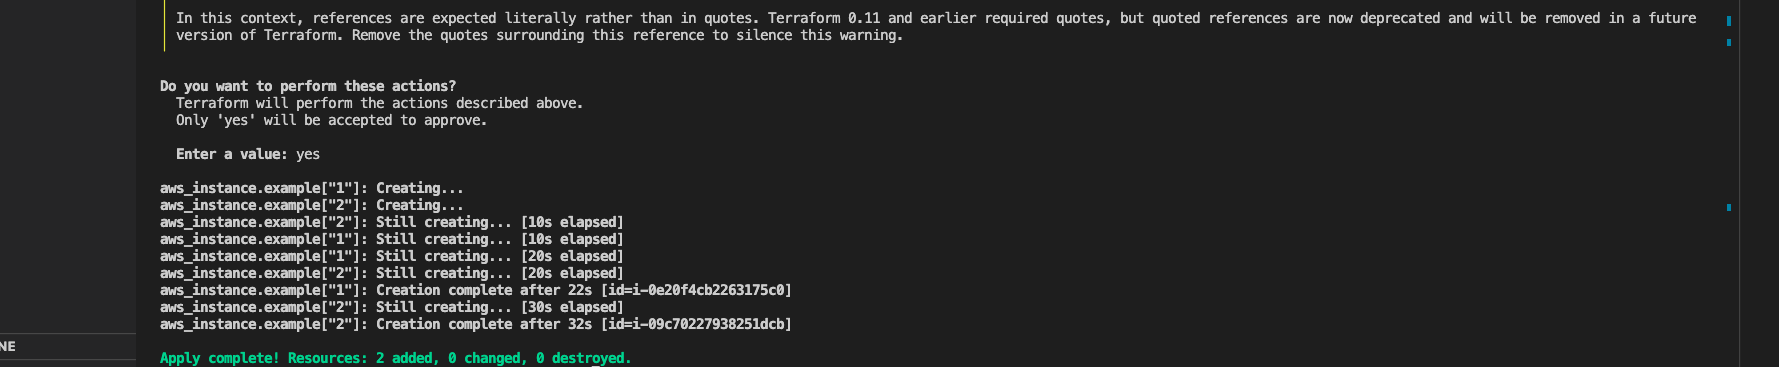 In this context, references are expected literally rather than in quotes. Terraform 0.11 and earlier required quotes, but quoted references are now deprecated and will be removed in a future
version of Terraform. Remove the quotes surrounding this reference to silence this warning.
Do you want to perform these actions?
Terraform will perform the actions described above.
Only 'yes' will be accepted to approve.
Enter a value: yes
aws_instance.example["1"]: Creating...
aws_instance.example["2"]: Creating...
aws_instance.example["2"]: Still creating... [10s elapsed]
aws_instance.example["1"]: Still creating... [10s elapsed]
aws_instance.example["1"]: Still creating... [20s elapsed]
aws_instance.example["2"]: Still creating... [20s elapsed]
aws_instance.example["1"]: Creation complete after 22s [id=i-0e20f4cb2263175c0]
aws_instance.example["2"]: Still creating... [30s elapsed]
aws_instance.example["2"]: Creation complete after 32s [id=i-09c70227938251dcb]
NE
Apply complete! Resources: 2 added, 0 changed, 0 destroyed.